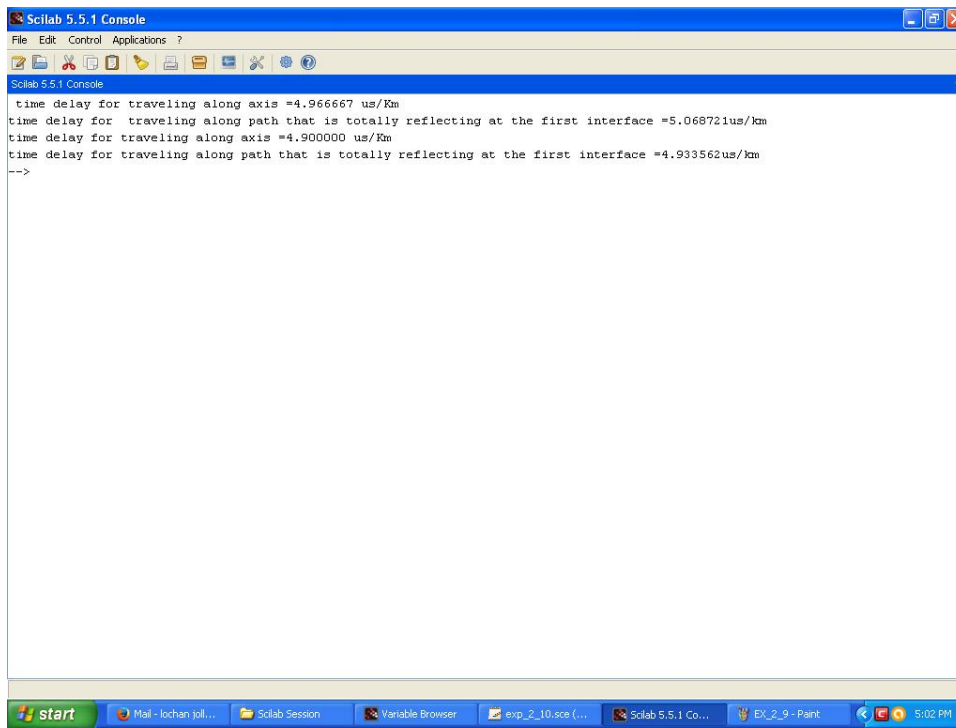 Scilab 5.5.1 Console
File Edit Control Applications ?
Scilab 5.5.1 Console
time delay for traveling along axis =4.966667 us/Km
time delay for  traveling along path that is totally reflecting at the first interface =5.068721us/km
time delay for traveling along axis =4.900000 us/Km
time delay for traveling along path that is totally reflecting at the first interface =4.933562us/km
-->
start Mail - lochan joll... Scilab Session Variable Browser exp_2_10.sce (... Scilab 5.5.1 Co... EX_2_9 - Paint 5:02 PM